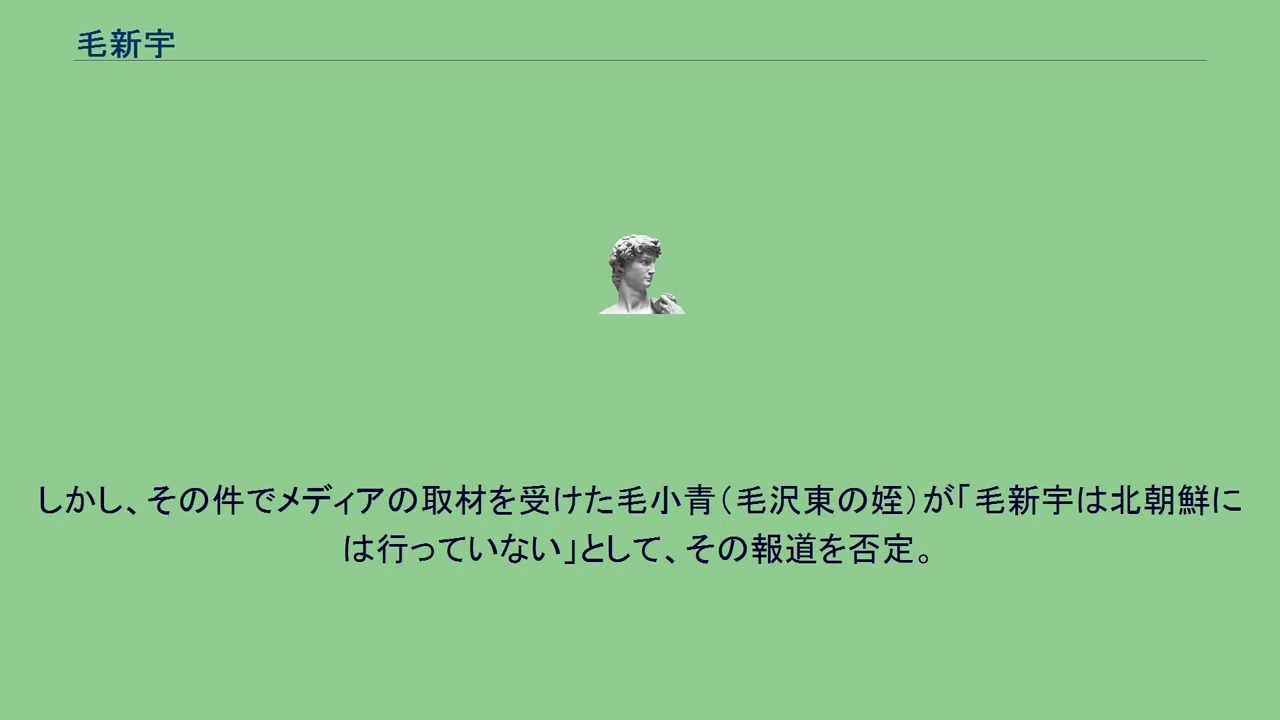 毛新宇
しかし、その件でメディアの取材を受けた毛小青（毛沢東の姪）が「毛新宇は北朝鮮に
は行っていない」として、その報道を否定。